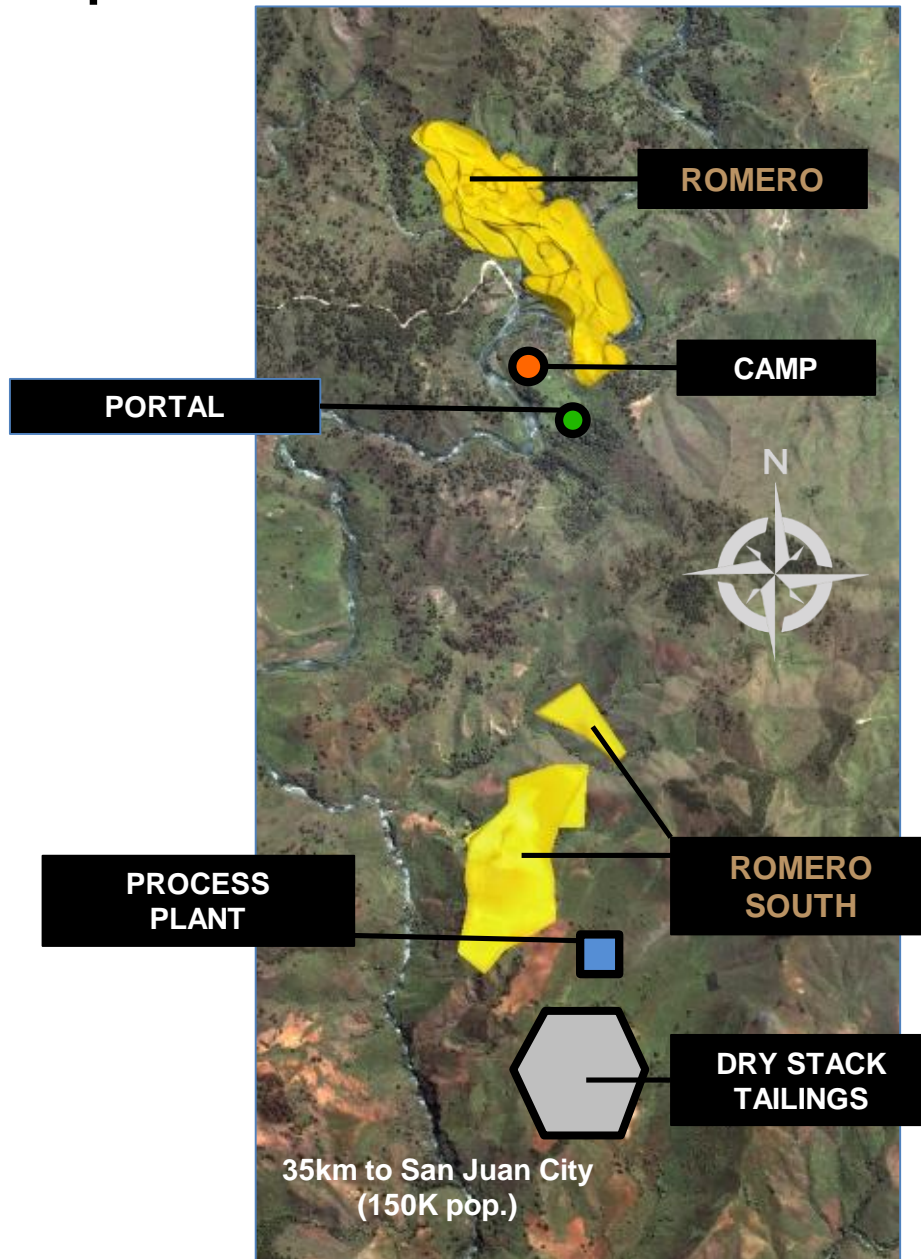 ROMERO
CAMP
PORTAL
N
PROCESS
PLANT
ROMERO
SOUTH
DRY STACK
TAILINGS
35km to San Juan City
(150K pop.)